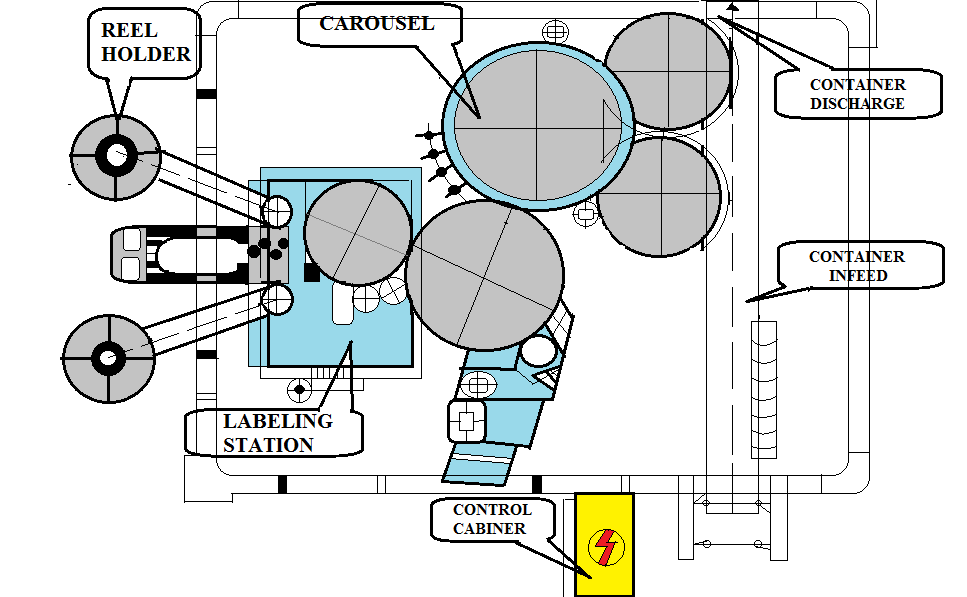 REEL
HOLDER
CAROUSEL
CONTAINER
DISCHARGE
CONTAINER
INFEED
LABELING
STATION
CONTROL
CABINER